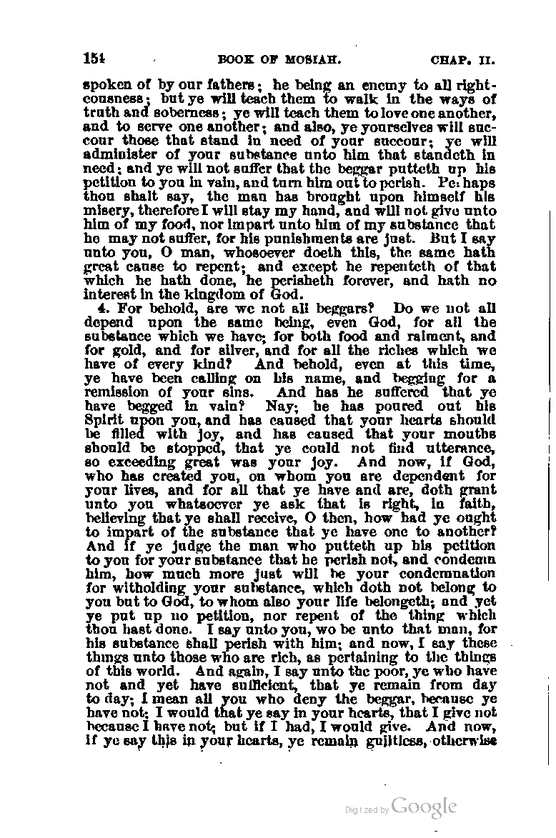 154 BOOK OF MOSIAH. CHAP. II.
spoken of by our fathers; he being an enemy to all right-
eousness; but ye will teach them to walk in the ways of
truth and soberness; ye will teach them to love one another,
and to serve one another; and also, ye yourselves will suc-
cour those that stand in need of your succour; ye will
administer of your substance unto him that standeth in
need; and ye will not suffer that the beggar putteth up his
petition to you in vain, and turn him out to perish. Perhaps
thou shalt say, the man has brought upon himself his
misery, therefore I will stay my hand, and will not give unto
him of my food, nor impart unto him of my substance that
he may not suffer, for his punishments are just. But I say
unto you, O man, whosoever doeth this, the same hath
great cause to repent; and except he repenteth of that
which he hath done, he perisheth forever, and hath no
interest in the kingdom of God.
4. For behold, are we not all beggars? Do we not all
depend upon the same being, even God, for all the
substance which we have; for both food and raiment, and
for gold, and for silver, and for all the riches which we
have of every kind? And behold, even at this time,
ye have been calling on his name, and begging for a
remission of your sins. And has he suffered that ye
have begged in vain? Nay; he has poured out his
Spirit upon you, and has caused that your hearts should
be filled with joy, and has caused that your mouths
should be stopped, that ye could not find utterance,
so exceeding great was your joy. And now, if God,
who has created you, on whom you are dependent for
your lives, and for all that ye have and are, doth grant
unto you whatsoever ye ask that is right, in faith,
believing that ye shall receive, O then, how had ye ought
to impart of the substance that ye have one to another?
And if ye judge the man who putteth up his petition
to you for your substance that he perish not, and condemn
him, how much more just will be your condemnation
for witholding your substance, which doth not belong to
you but to God, to whom also your life belongeth; and yet
ye put up no petition, nor repent of the thing which
thou hast done. I say unto you, wo be unto that man, for
his substance shall perish with him; and now, I say these
things unto those who are rich, as pertaining to the things
of this world. And again, I say unto the poor, ye who have
not and yet have sufficient, that ye remain from day
to day; I mean all you who deny the beggar, because ye
have not; I would that ye say in your hearts, that I give not
because I have not; but if I had, I would give. And now,
if ye say this in your hearts, ye remain guiltless, otherwise
Digitized by Google